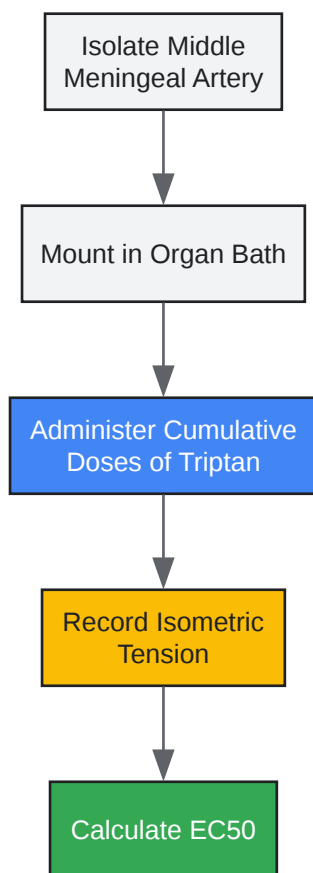 Isolate Middle
Meningeal Artery
Mount in Organ Bath
Administer Cumulative
Doses of Triptan
Record Isometric
Tension
Calculate EC50